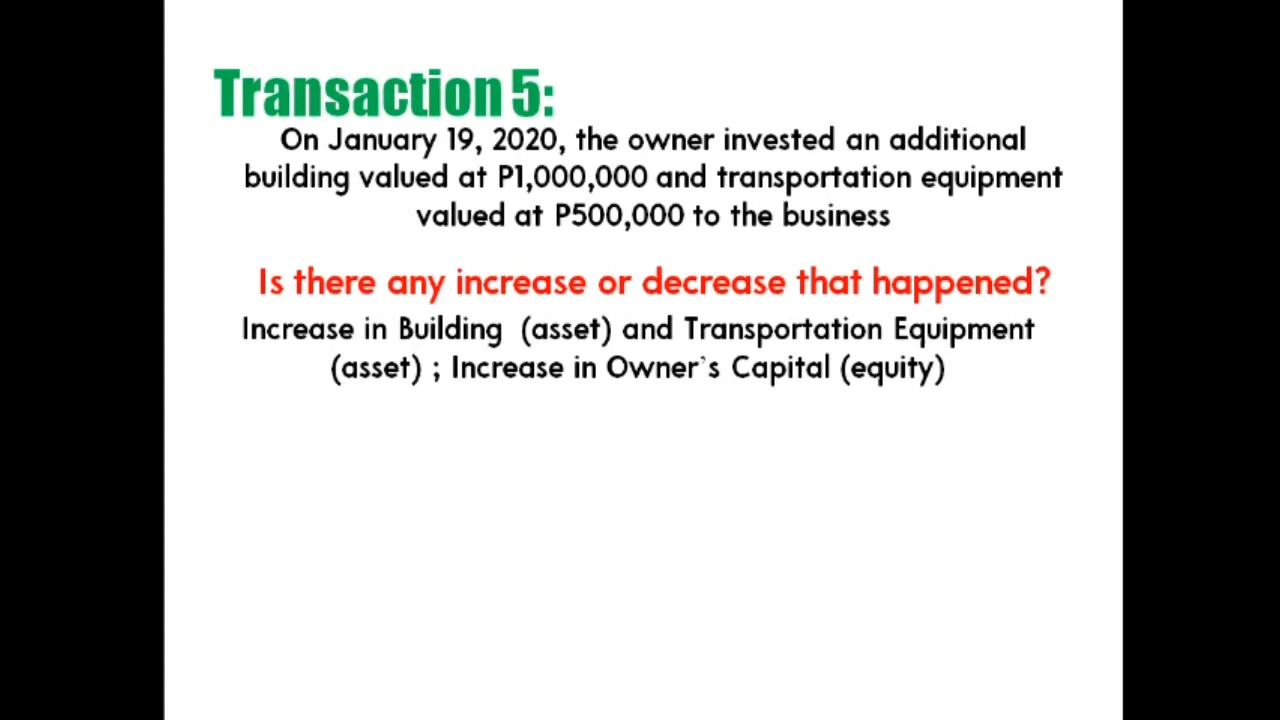 Transaction 5:
On January 19, 2020, the owner invested an additional
building valued at P1,000,000 and transportation equipment
valued at P500,000 to the business
Is there any increase or decrease that happened?
Increase in Building (asset) and Transportation Equipment
(asset) ; Increase in Owner's Capital (equity)